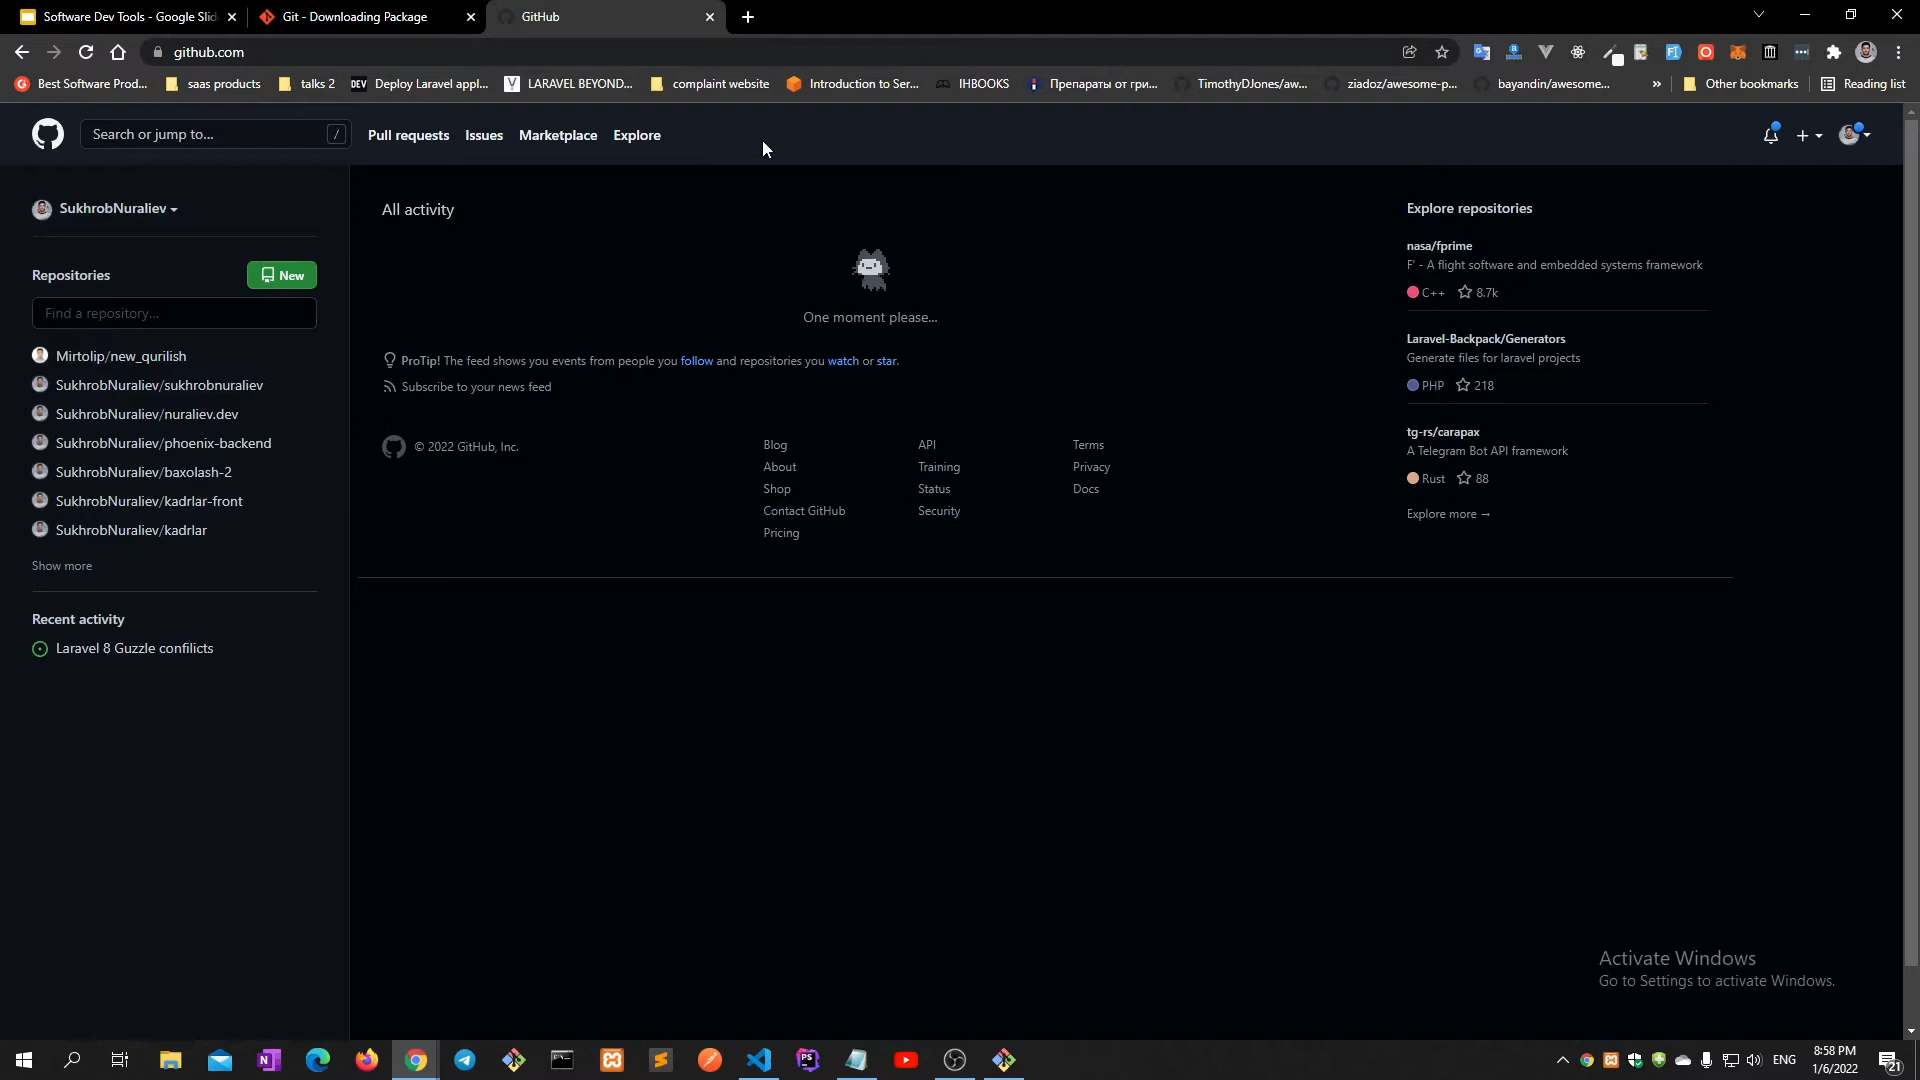 Software Dev Tools - Google Slid
Git - Downloading Package
GitHub
github.com
Best Software Prod...
saas products
talks 2
DEV
Deploy Laravel appl...
LARAVEL BEYOND...
complaint website
Introduction to Ser...
IHBOOKS
Препараты от гри...
TimothyDJones/aw...
ziadoz/awesome-p...
bayandin/awesome...
Other bookmarks
Reading list
Search or jump to...
/
Pull requests
Issues
Marketplace
Explore
SukhrobNuraliev
Repositories
New
Find a repository...
Mirtolip/new_qurilish
SukhrobNuraliev/sukhrobnuraliev
SukhrobNuraliev/nuraliev.dev
SukhrobNuraliev/phoenix-backend
SukhrobNuraliev/baxolash-2
SukhrobNuraliev/kadrlar-front
SukhrobNuraliev/kadrlar
Show more
Recent activity
Laravel 8 Guzzle confilicts
All activity
One moment please...
ProTip! The feed shows you events from people you follow and repositories you watch or star.
Subscribe to your news feed
© 2022 GitHub, Inc.
Blog
About
Shop
Contact GitHub
Pricing
API
Training
Status
Security
Terms
Privacy
Docs
Explore repositories
nasa/fprime
F´ - A flight software and embedded systems framework
C++ 8.7k
Laravel-Backpack/Generators
Generate files for laravel projects
PHP 218
tg-rs/carapax
A Telegram Bot API framework
Rust 88
Explore more →
Activate Windows
Go to Settings to activate Windows.
ENG
8:58 PM
1/6/2022
21